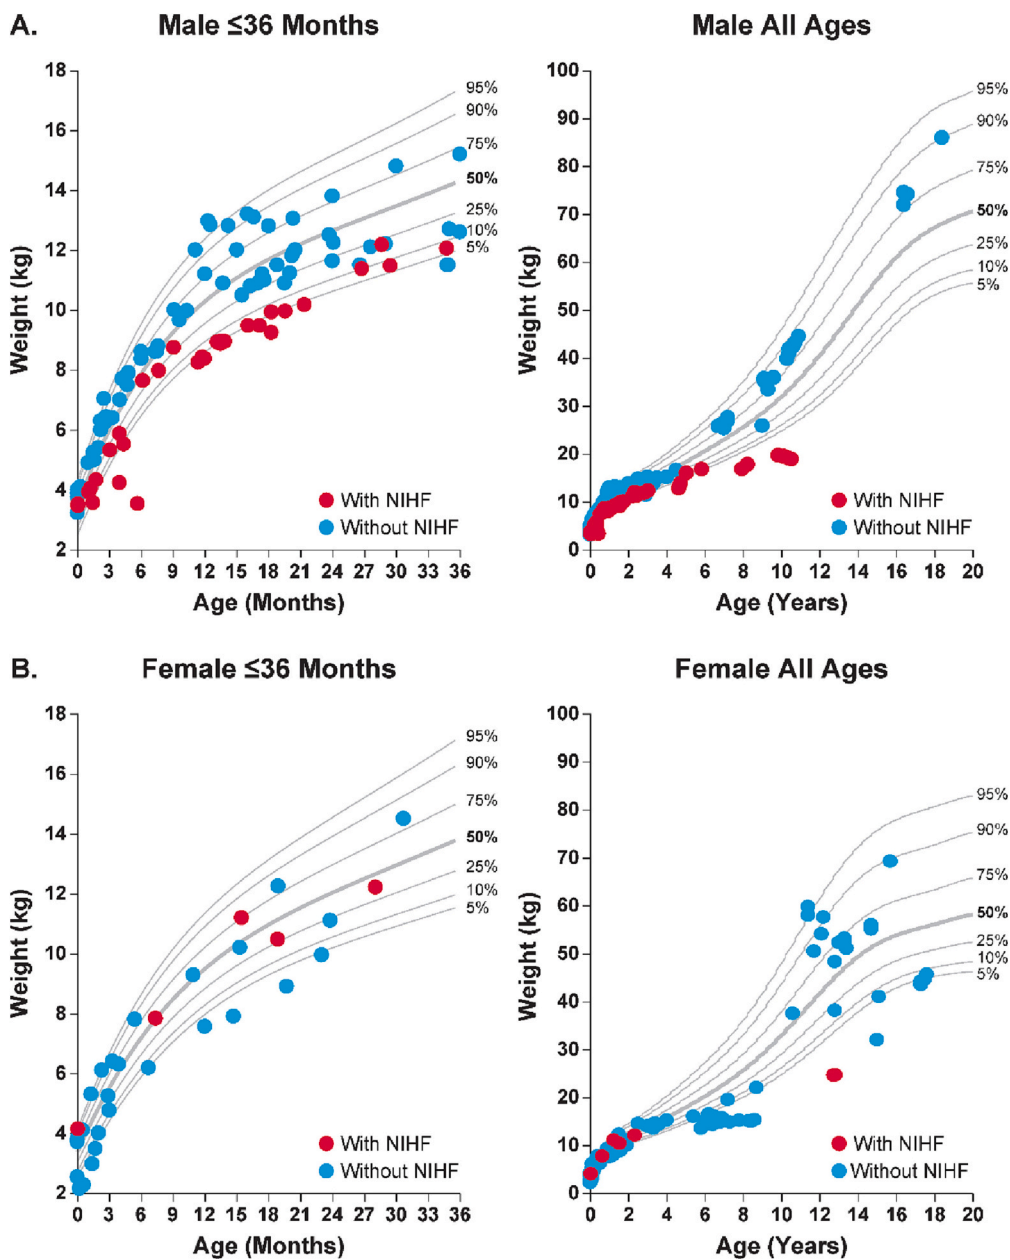 A.
Male ≤36 Months
Weight (kg)
18
16
14
12
10
8
6
4
2
95%
90%
75%
50%
25%
10%
5%
With NIHF
Without NIHF
0 3 6 9 12 15 18 21 24 27 30 33 36
Age (Months)
Male All Ages
Weight (kg)
100
90
80
70
60
50
40
30
20
10
0
95%
90%
75%
50%
25%
10%
5%
With NIHF
Without NIHF
0 2 4 6 8 10 12 14 16 18 20
Age (Years)
B.
Female ≤36 Months
Weight (kg)
18
16
14
12
10
8
6
4
2
95%
90%
75%
50%
25%
10%
5%
With NIHF
Without NIHF
0 3 6 9 12 15 18 21 24 27 30 33 36
Age (Months)
Female All Ages
Weight (kg)
100
90
80
70
60
50
40
30
20
10
0
95%
90%
75%
50%
25%
10%
5%
With NIHF
Without NIHF
0 2 4 6 8 10 12 14 16 18 20
Age (Years)